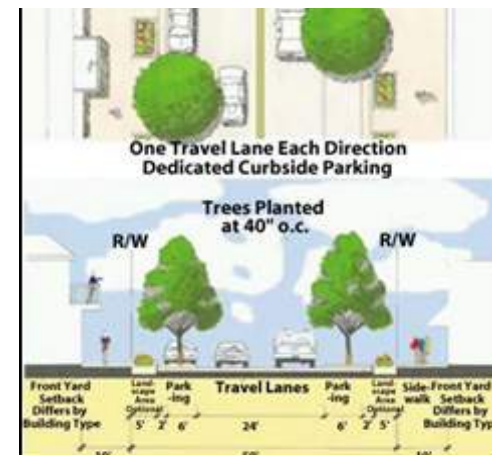 One Travel Lane Each Direction
Dedicated Curbside Parking
Trees Planted
at 40" o.c.
R/W
R/W
Front Yard
Setback
Differs by
Building Type
Land-
scape
Area
Optional
Park
-ing
Travel Lanes
Park
-ing
Land-
scape
Area
Optional
Side-
walk
Front Yard
Setback
Differs by
Building Type
5' 2' 6' 24' 6' 2' 5'